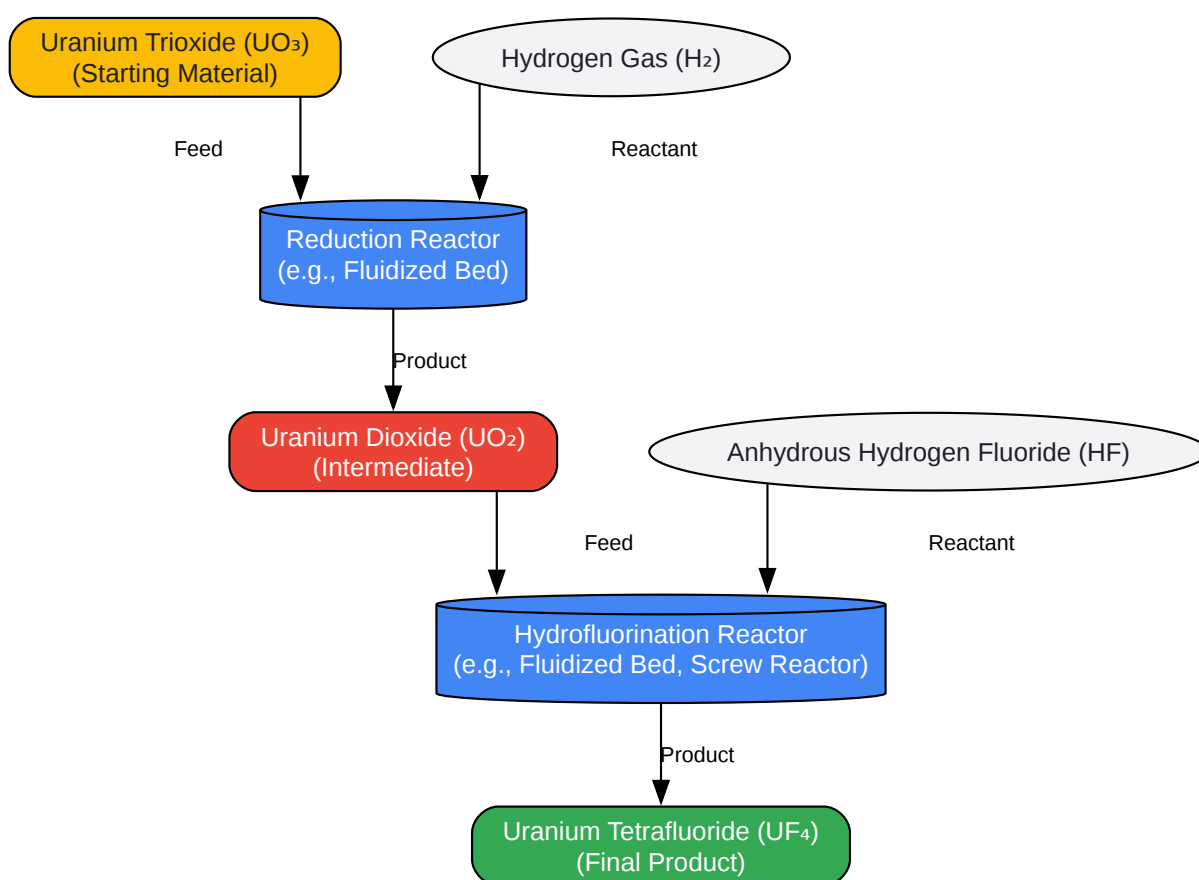 Uranium Trioxide (UO₃)
(Starting Material)
Hydrogen Gas (H₂)
Feed
Reactant
Reduction Reactor
(e.g., Fluidized Bed)
Product
Uranium Dioxide (UO₂)
(Intermediate)
Anhydrous Hydrogen Fluoride (HF)
Feed
Reactant
Hydrofluorination Reactor
(e.g., Fluidized Bed, Screw Reactor)
Product
Uranium Tetrafluoride (UF₄)
(Final Product)